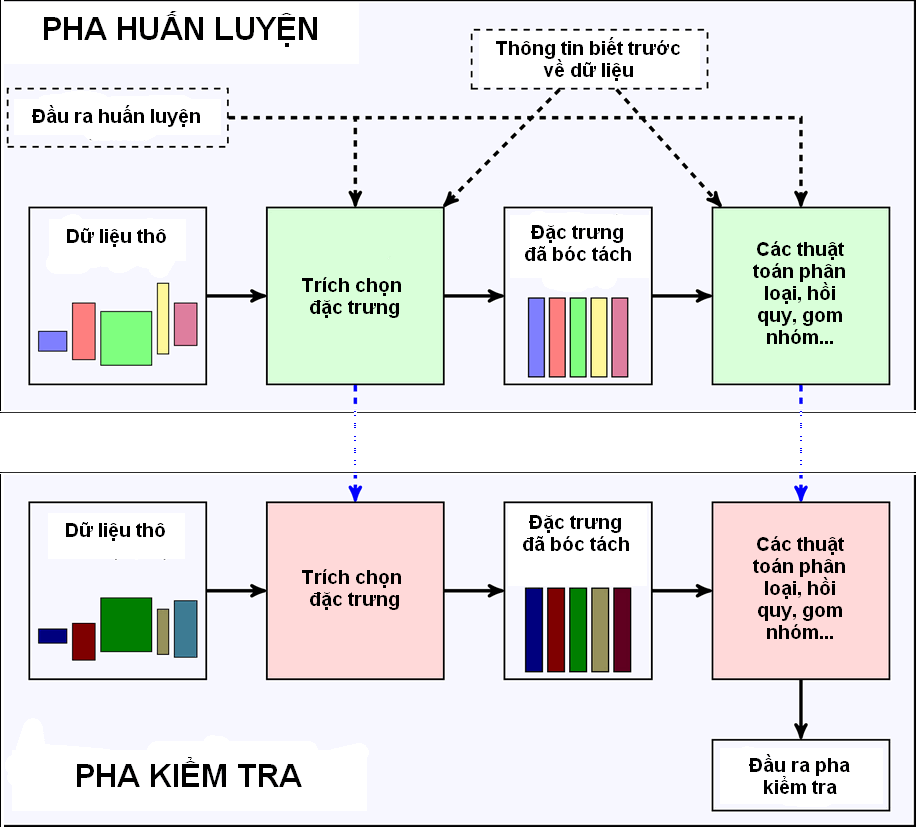 PHA HUẤN LUYỆN
Thông tin biết trước
về dữ liệu
Đầu ra huấn luyện
Dữ liệu thô
Trích chọn
đặc trưng
Đặc trưng
đã bóc tách
Các thuật
toán phân
loại, hồi
quy, gom
nhóm...
Dữ liệu thô
Trích chọn
đặc trưng
Đặc trưng
đã bóc tách
Các thuật
toán phân
loại, hồi
quy, gom
nhóm...
PHA KIỂM TRA
Đầu ra pha
kiểm tra